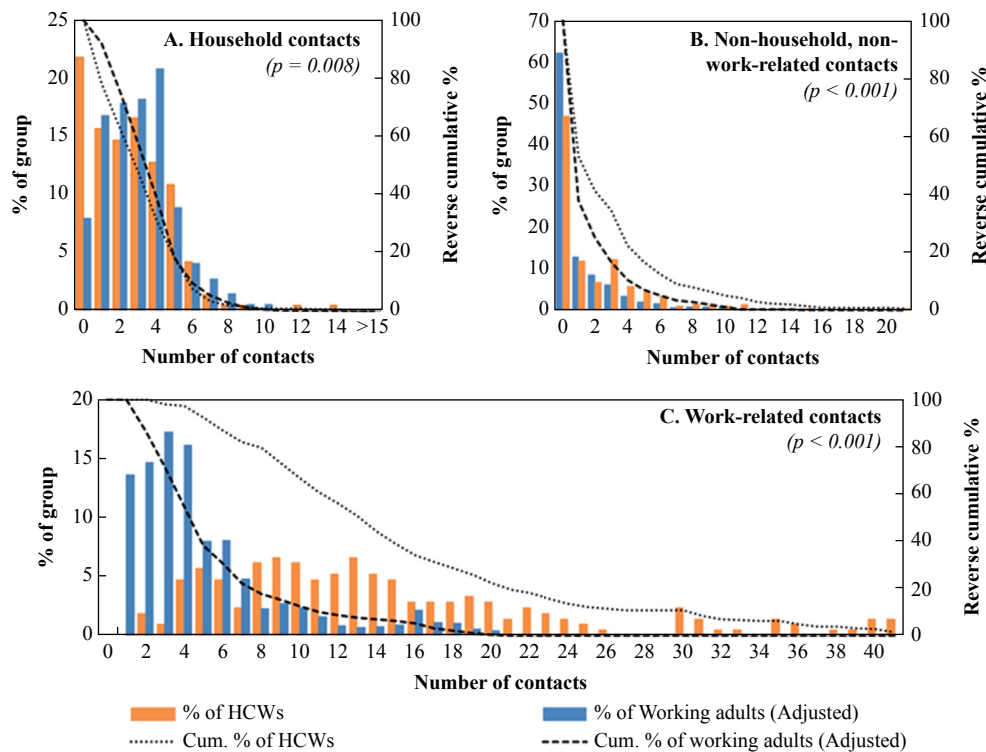 A. Household contacts
(p = 0.008)
25
20
15
10
5
0
% of group
100
80
60
40
20
0
Reverse cumulative %
0 2 4 6 8 10 12 14 >15
Number of contacts
B. Non-household, non-
work-related contacts
(p < 0.001)
70
60
50
40
30
20
10
0
% of group
100
80
60
40
20
0
Reverse cumulative %
0 2 4 6 8 10 12 14 16 18 20
Number of contacts
C. Work-related contacts
(p < 0.001)
20
15
10
5
0
% of group
100
80
60
40
20
0
Reverse cumulative %
0 2 4 6 8 10 12 14 16 18 20 22 24 26 28 30 32 34 36 38 40
Number of contacts
% of HCWs
% of Working adults (Adjusted)
Cum. % of HCWs
Cum. % of working adults (Adjusted)